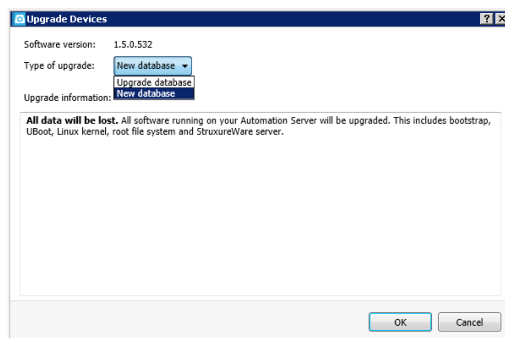 Upgrade Devices
Software version: 1.5.0.532
Type of upgrade: New database
Upgrade database
New database
Upgrade information:
All data will be lost. All software running on your Automation Server will be upgraded. This includes bootstrap,
UBoot, Linux kernel, root file system and StruxureWare server.
OK Cancel